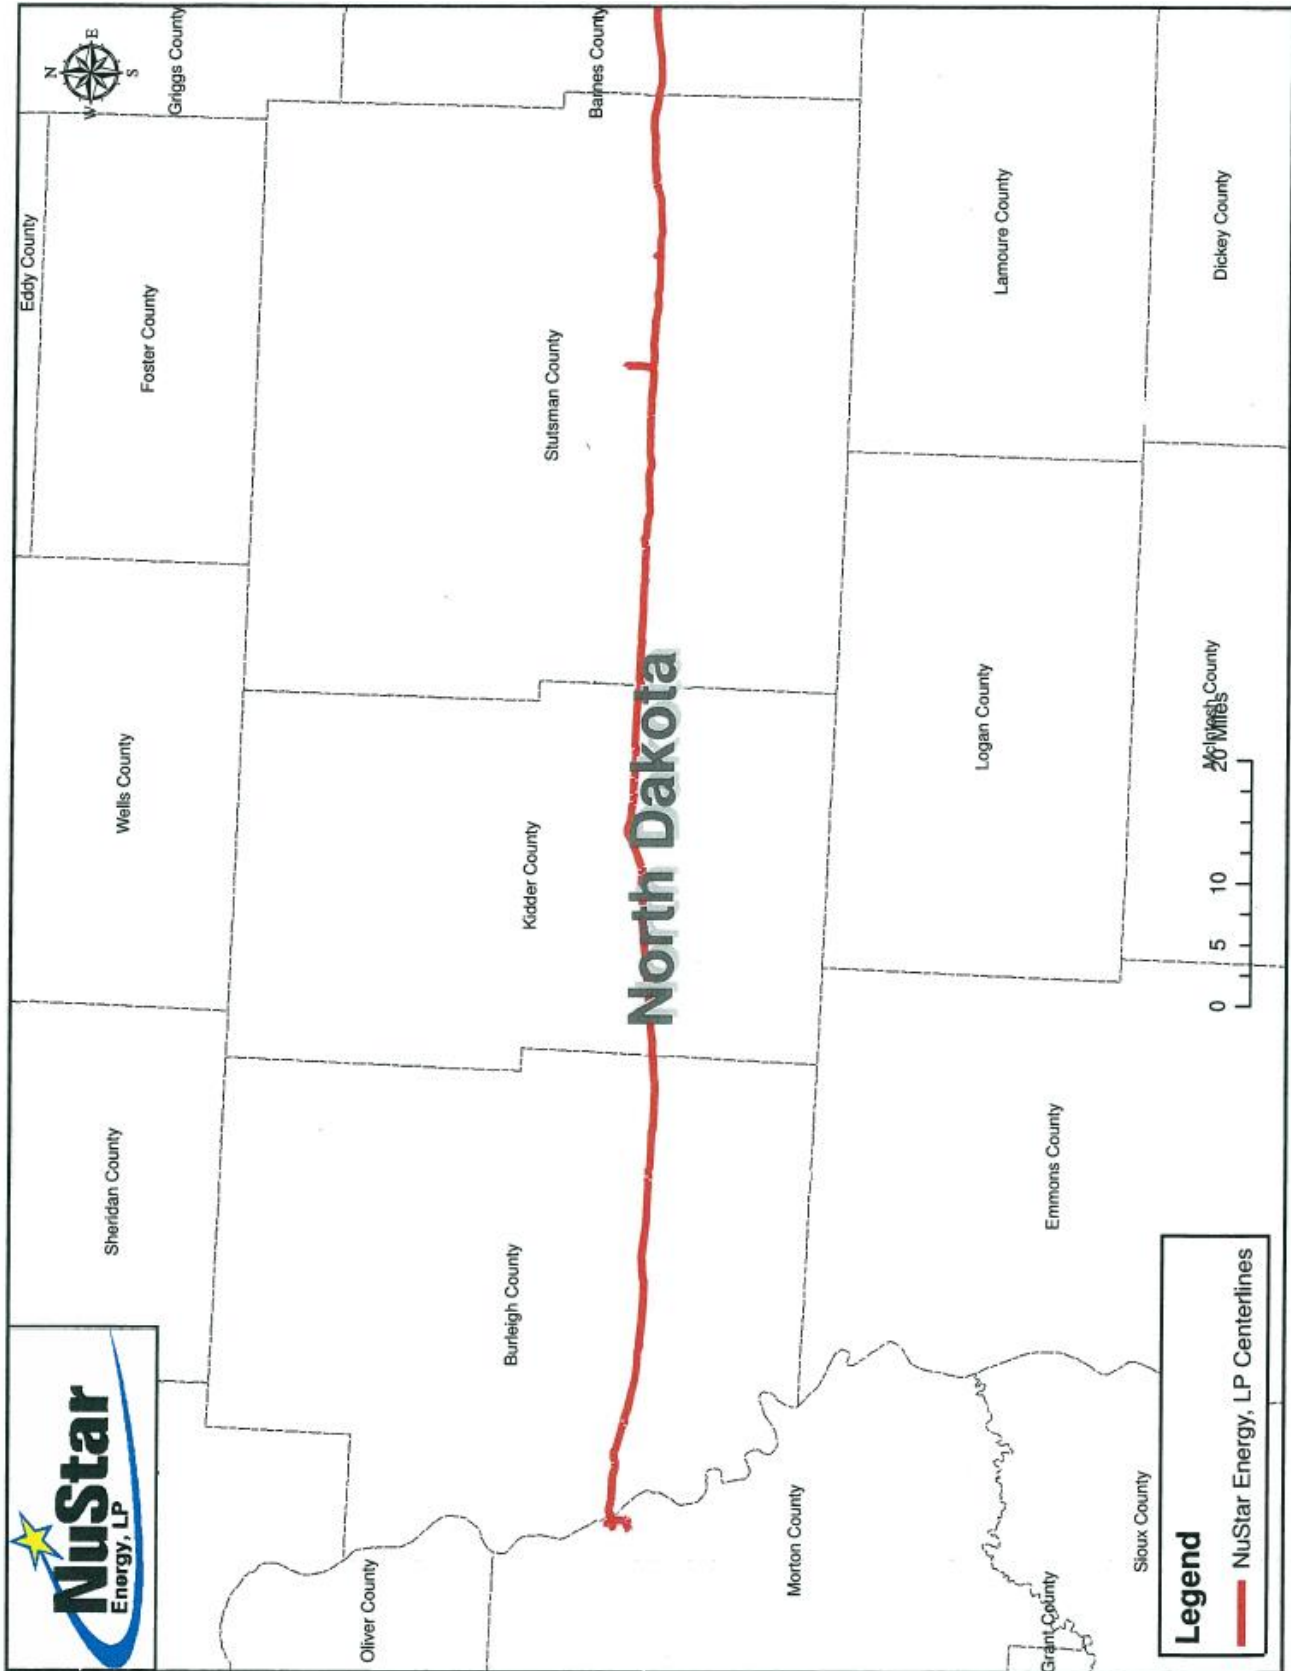 NuStar
Energy, LP
Sheridan County
Wells County
Eddy County
Foster County
Griggs County
N
W
E
S
Oliver County
Burleigh County
Kidder County
Stutsman County
Barnes County
North Dakota
Morton County
Emmons County
Logan County
Lamoure County
Grant County
Sioux County
McIntosh County
Dickey County
0 5 10 20 Miles
Legend
NuStar Energy, LP Centerlines